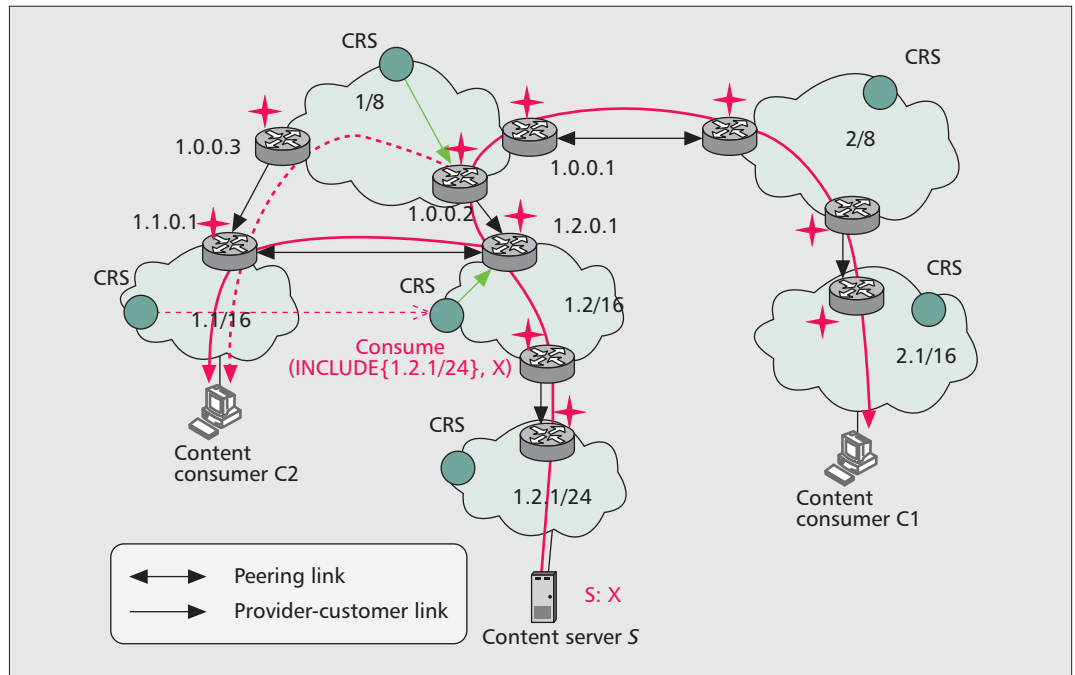 CRS
1/8
CRS
2/8
1.0.0.3
1.0.0.1
1.0.0.2
1.1.0.1
1.2.0.1
CRS
CRS
CRS
1.1/16
1.2/16
2.1/16
Consume
(INCLUDE{1.2.1/24}, X)
CRS
Content
consumer C2
1.2.1/24
Content
consumer C1
Peering link
Provider-customer link
S: X
Content server S